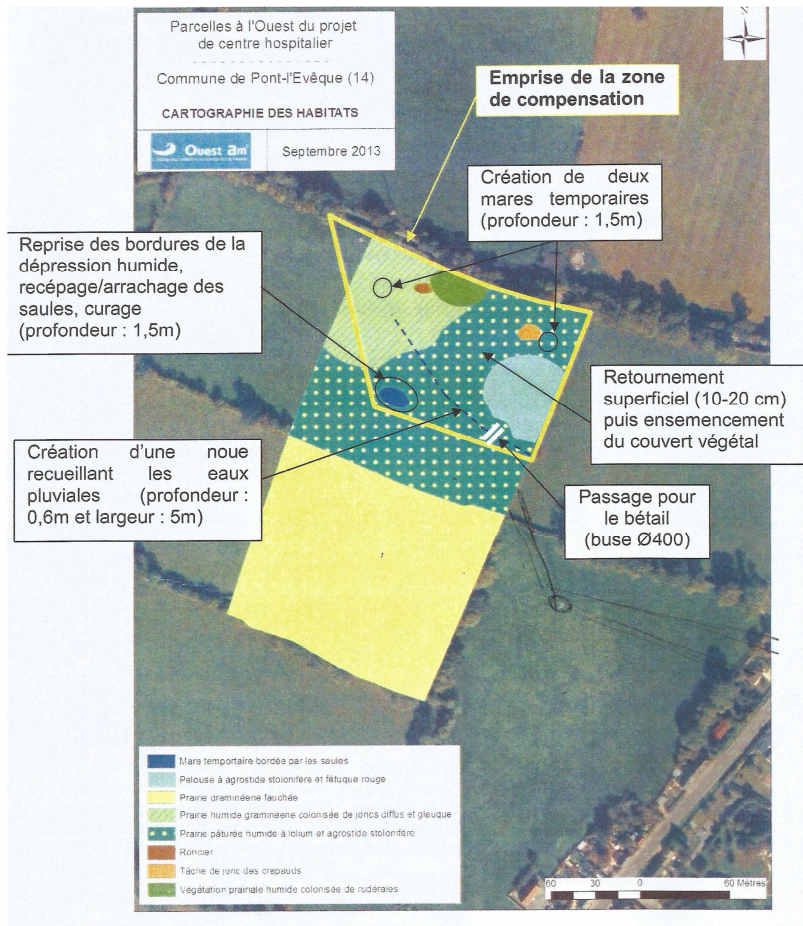 Parcelles à l'Ouest du projet
de centre hospitalier
Commune de Pont-l'Evêque (14)
CARTOGRAPHIE DES HABITATS
Ouest am'
Septembre 2013
N
Emprise de la zone
de compensation
Création de deux
mares temporaires
(profondeur : 1,5m)
Reprise des bordures de la
dépression humide,
recépage/arrachage des
saules, curage
(profondeur : 1,5m)
Retournement
superficiel (10-20 cm)
puis ensemencement
du couvert végétal
Création d'une noue
recueillant les eaux
pluviales (profondeur :
0,6m et largeur : 5m)
Passage pour
le bétail
(buse Ø400)
Mare temportaire bordée par les saules
Pelouse à agrostide stolonifère et fétuque rouge
Prairie graminéene fauchée
Prairie humide graminéene colonisée de joncs diffus et glauque
Prairie pâturée humide à lolium et agrostide stolonifère
Roncier
Tâche de jonc des crapauds
Végétation prairiale humide colonisée de rudérales
60 30 0 60 Mètres